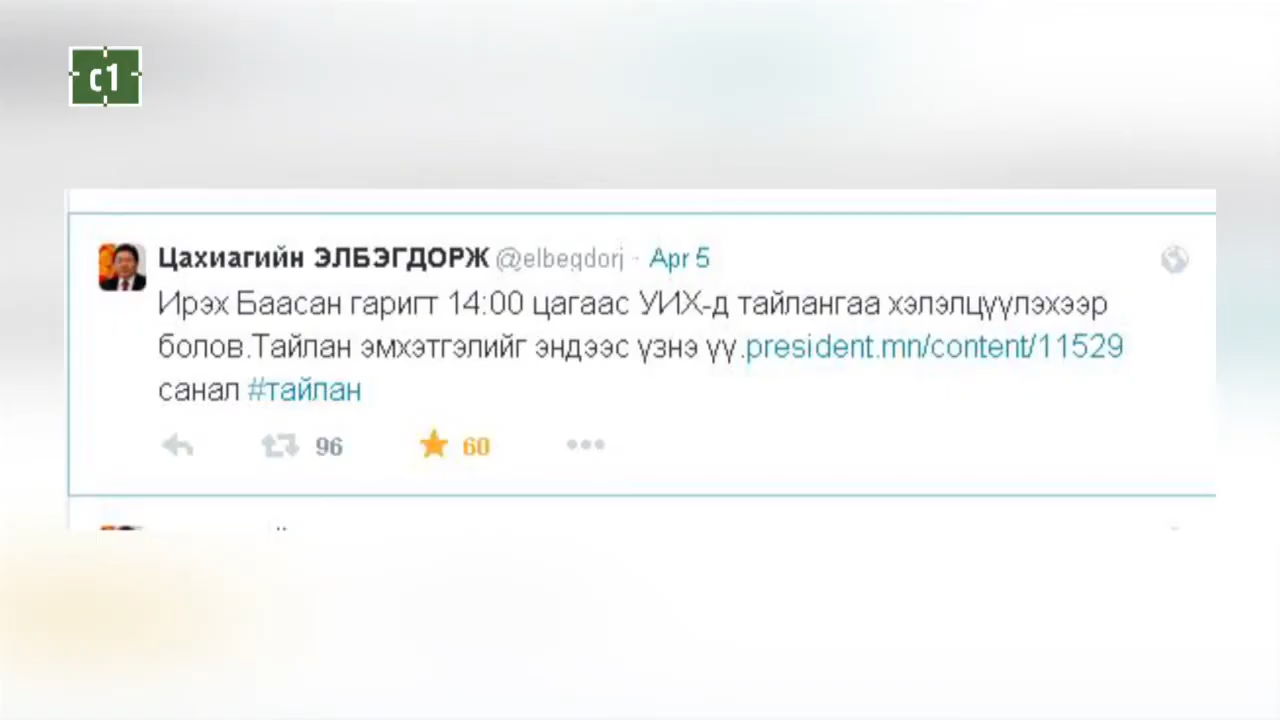 c1
Цахиагийн ЭЛБЭГДОРЖ @elbegdorj · Apr 5
Ирэх Баасан гаригт 14:00 цагаас УИХ-д тайлангаа хэлэлцүүлэхээр
болов.Тайлан эмхэтгэлийг эндээс үзнэ үү.president.mn/content/11529
санал #тайлан
96 60